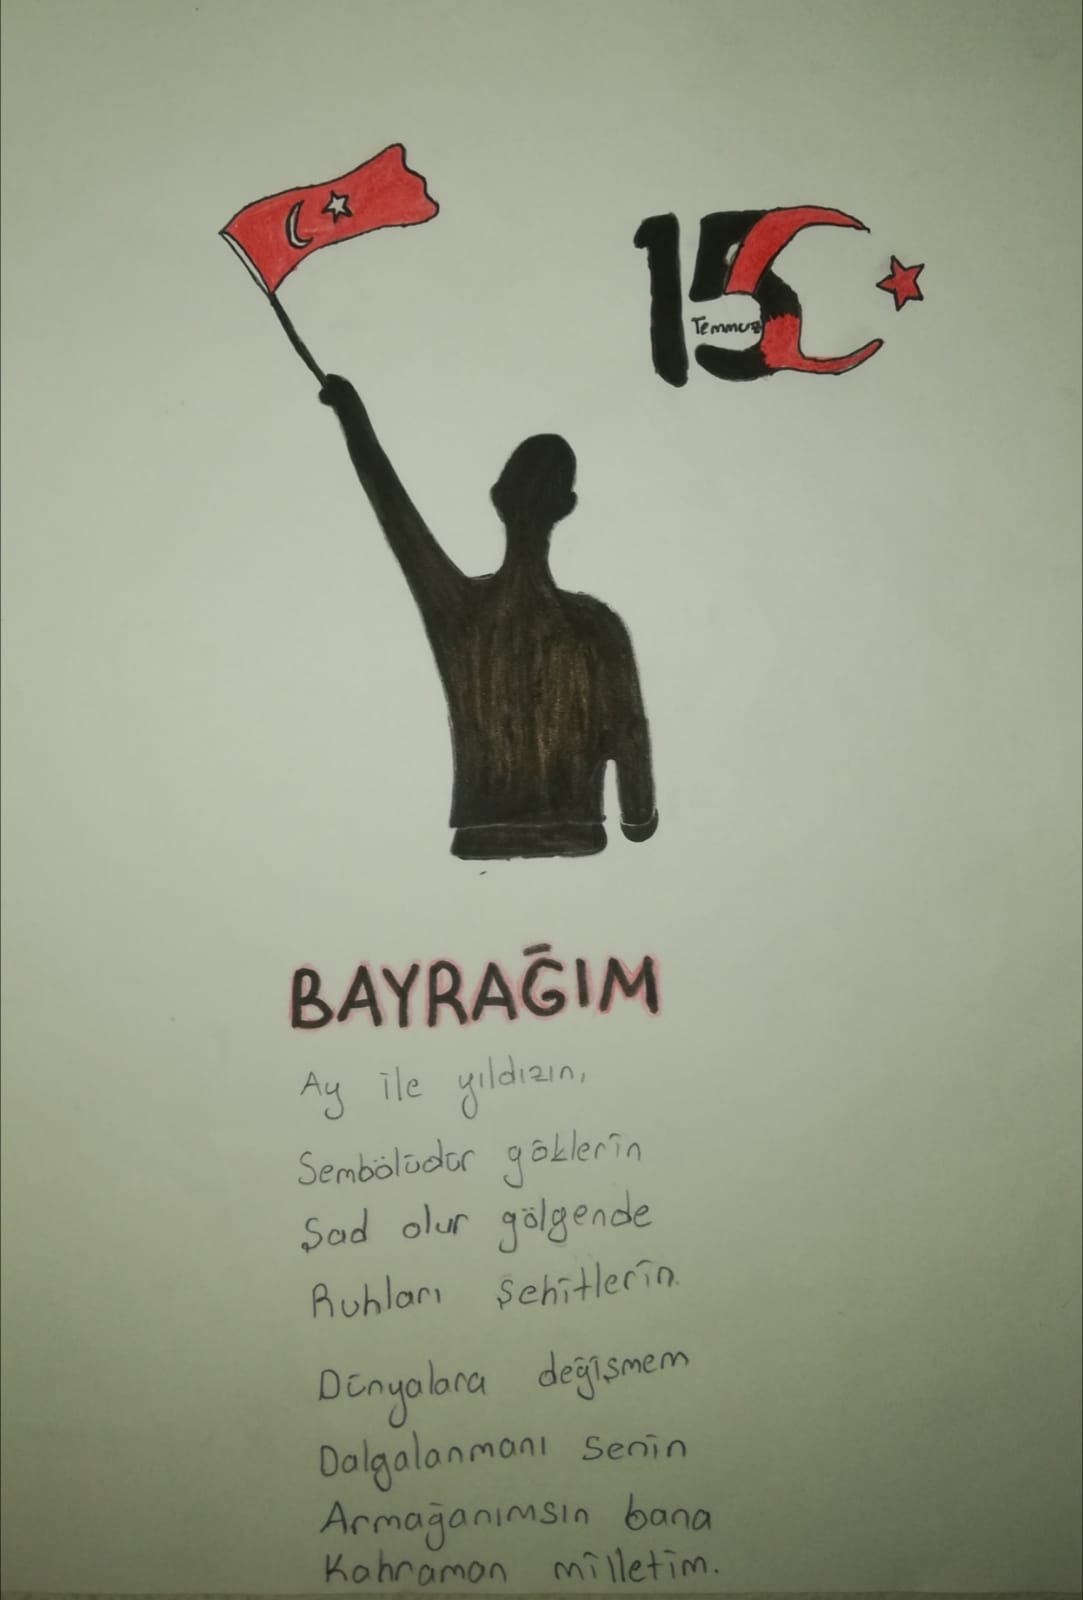 15
Temmuz
BAYRAĞIM
Ay ile yıldızın,
Sembölüdür göklerin
Şad olur gölgende
Ruhları şehitlerin.
Dünyalara değişmem
Dalgalanmanı senin
Armağanımsın bana
Kahraman milletim.